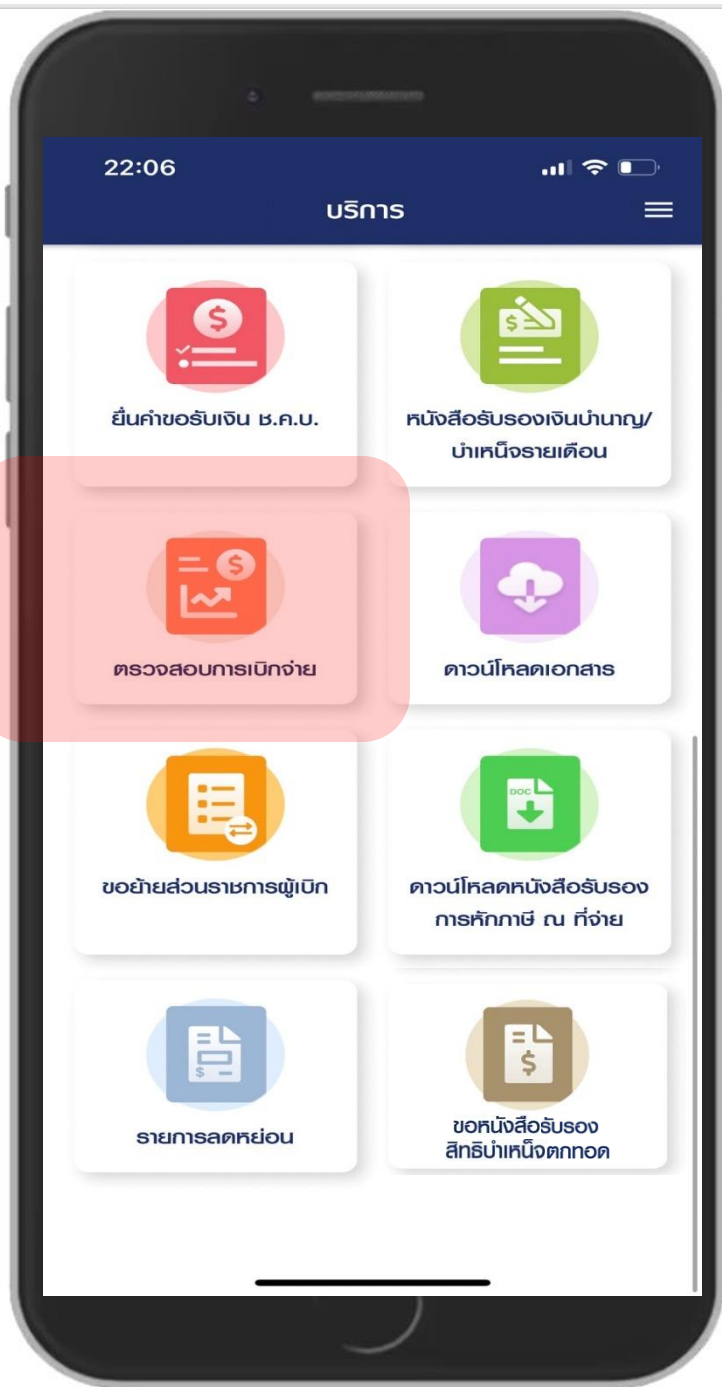 22:06
บริการ
ยื่นคำขอรับเงิน ช.ค.บ.
หนังสือรับรองเงินบำนาญ/
บำเหน็จรายเดือน
ตรวจสอบการเบิกจ่าย
ดาวน์โหลดเอกสาร
ขอย้ายส่วนราชการผู้เบิก
DOC
ดาวน์โหลดหนังสือรับรอง
การหักภาษี ณ ที่จ่าย
รายการลดหย่อน
ขอหนังสือรับรอง
สิทธิบำเหน็จตกทอด